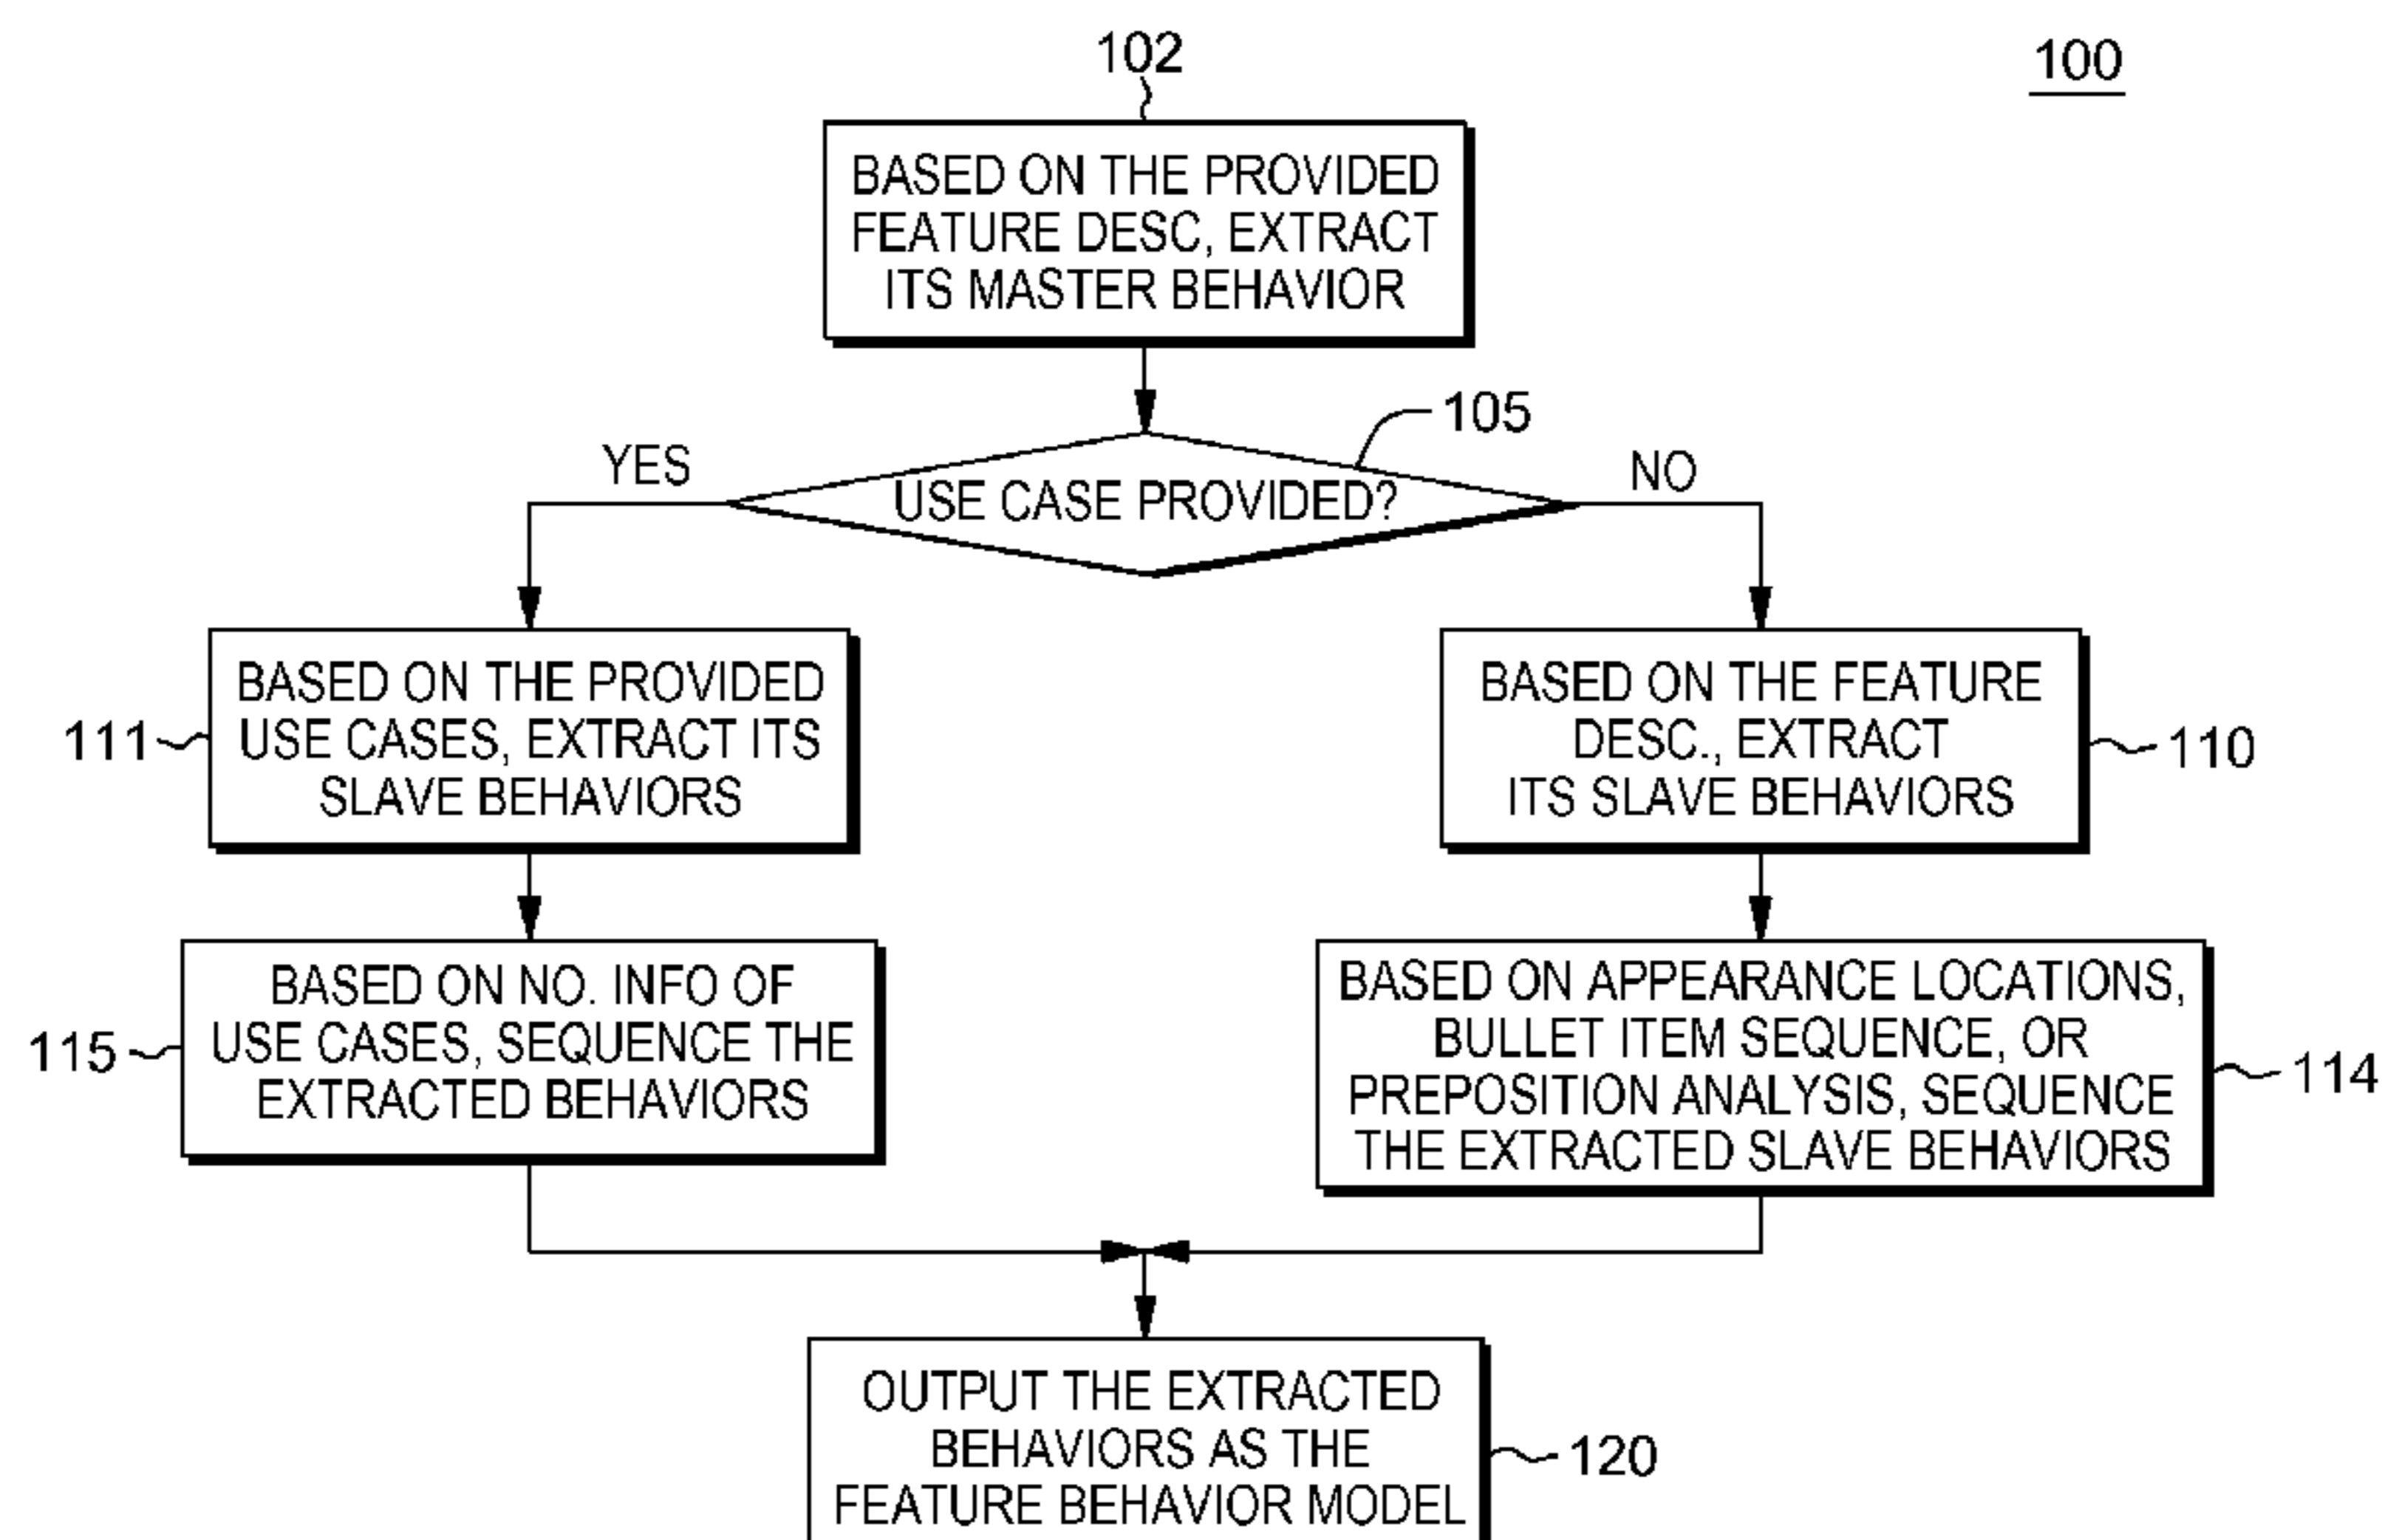 102
100
BASED ON THE PROVIDED
FEATURE DESC, EXTRACT
ITS MASTER BEHAVIOR
105
YES
NO
USE CASE PROVIDED?
111
BASED ON THE PROVIDED
USE CASES, EXTRACT ITS
SLAVE BEHAVIORS
BASED ON THE FEATURE
DESC., EXTRACT
ITS SLAVE BEHAVIORS
110
115
BASED ON NO. INFO OF
USE CASES, SEQUENCE THE
EXTRACTED BEHAVIORS
BASED ON APPEARANCE LOCATIONS,
BULLET ITEM SEQUENCE, OR
PREPOSITION ANALYSIS, SEQUENCE
THE EXTRACTED SLAVE BEHAVIORS
114
OUTPUT THE EXTRACTED
BEHAVIORS AS THE
FEATURE BEHAVIOR MODEL
120